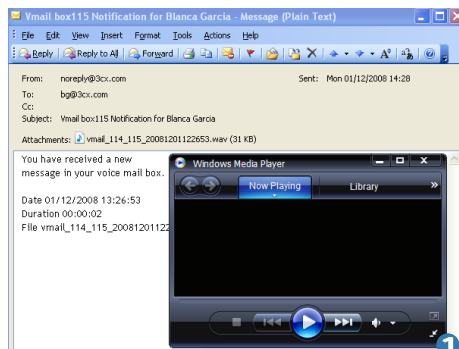 Vmail box115 Notification for Blanca Garcia - Message (Plain Text)
File Edit View Insert Format Tools Actions Help
Reply Reply to All Forward
From: noreply@3cx.com Sent: Mon 01/12/2008 14:28
To: bg@3cx.com
Cc:
Subject: Vmail box115 Notification for Blanca Garcia
Attachments: vmail_114_115_20081201122653.wav (31 KB)
You have received a new
message in your voice mail box.
Date 01/12/2008 13:26:53
Duration 00:00:02
File vmail_114_115_20081201122
Windows Media Player
Now Playing Library »
1